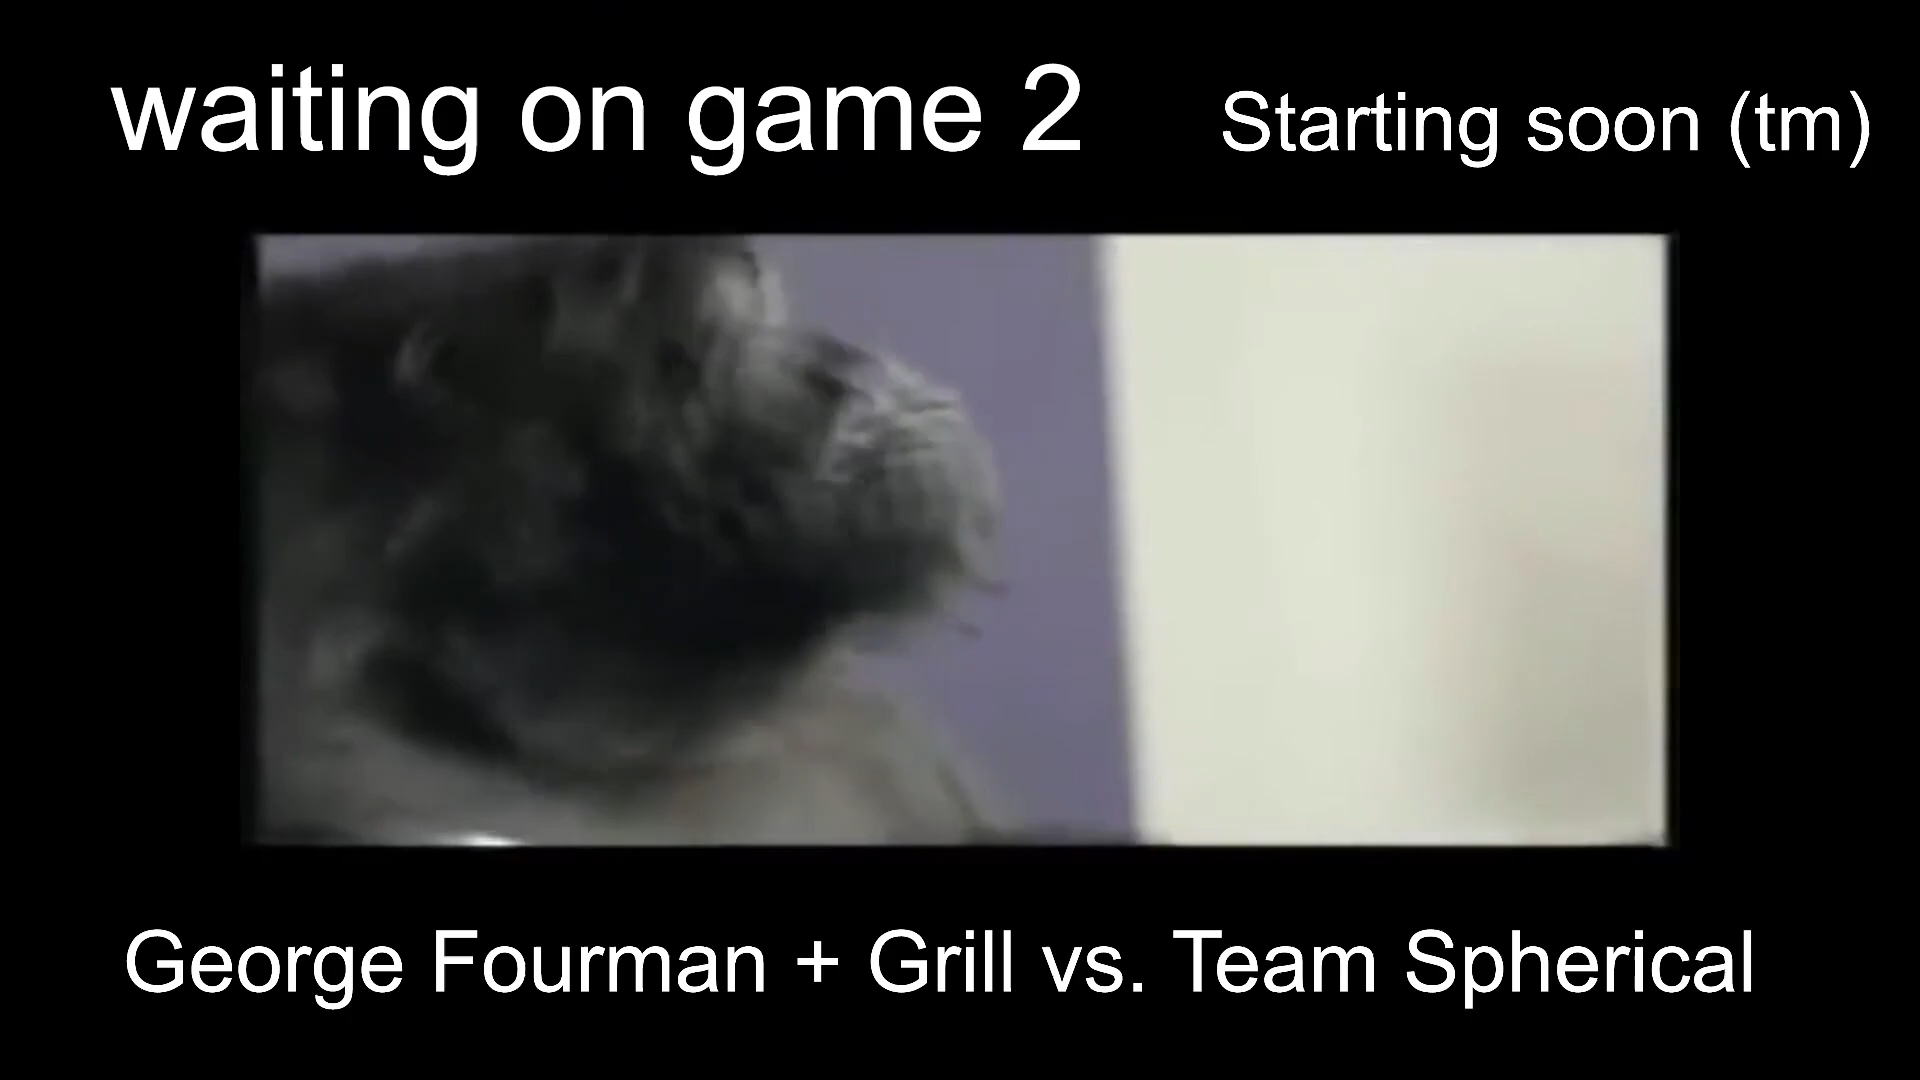 waiting on game 2
Starting soon (tm)
George Fourman + Grill vs. Team Spherical